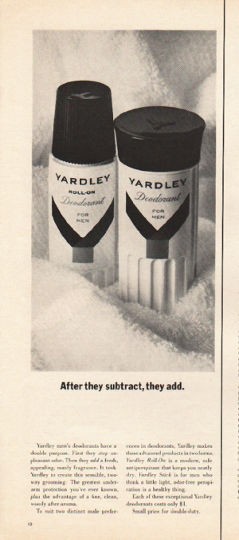 YARDLEY
ROLL-ON
Deodorant
FOR
MEN
YARDLEY
Deodorant
FOR
MEN
After they subtract, they add.
Yardley men's deodorants have a
double purpose. First they stop un-
pleasant odor. Then they add a fresh,
appealing, manly fragrance. It took
Yardley to create this sensible, two-
way grooming. The greatest under-
arm protection you've ever known,
plus the advantage of a fine, clean,
manly after aroma.
To suit two distinct male prefer-
ences in deodorants, Yardley makes
these advanced products in two forms.
Yardley Roll-On is a modern, safe
antiperspirant that keeps you neatly
dry. Yardley Stick is for men who
think a little light, odor-free perspi-
ration is a healthy thing.
Each of these exceptional Yardley
deodorants costs only $1.
Small price for double-duty.